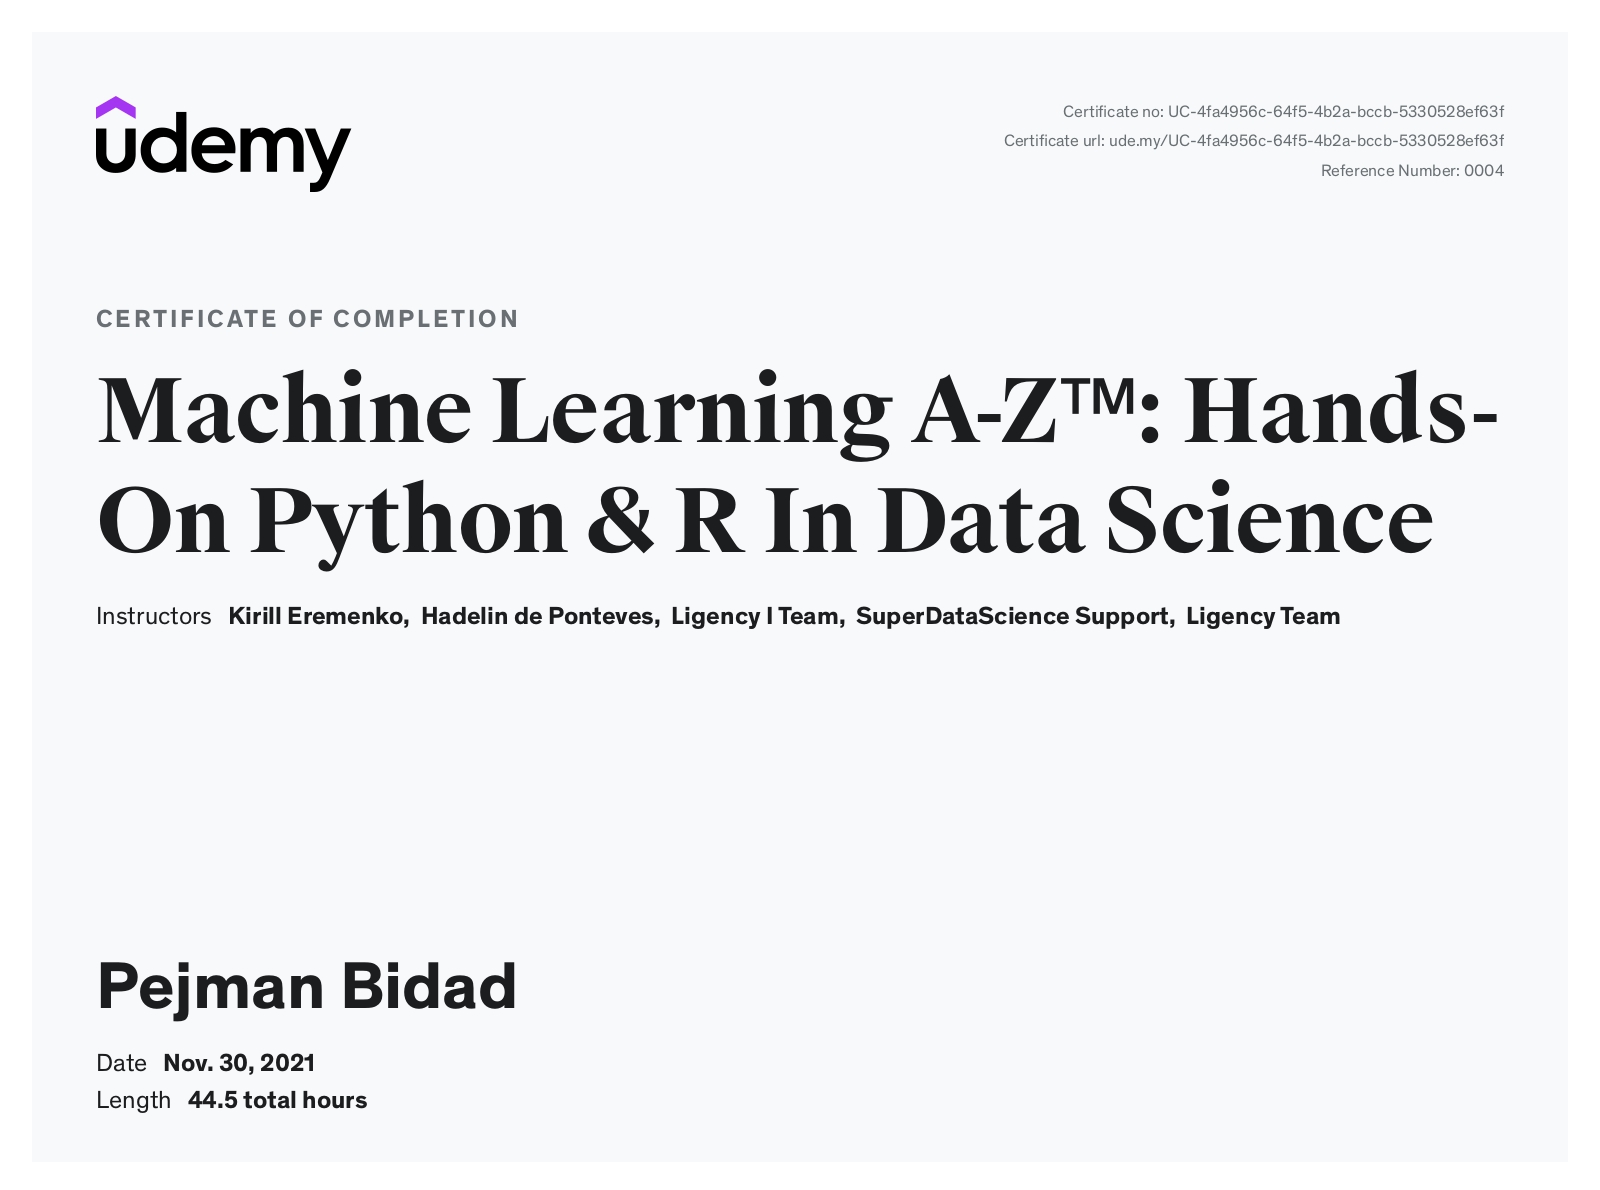 udemy
Certificate no: UC-4fa4956c-64f5-4b2a-bccb-5330528ef63f
Certificate url: ude.my/UC-4fa4956c-64f5-4b2a-bccb-5330528ef63f
Reference Number: 0004
CERTIFICATE OF COMPLETION
Machine Learning A-Z™: Hands-
On Python & R In Data Science
Instructors Kirill Eremenko, Hadelin de Ponteves, Ligency I Team, SuperDataScience Support, Ligency Team
Pejman Bidad
Date Nov. 30, 2021
Length 44.5 total hours